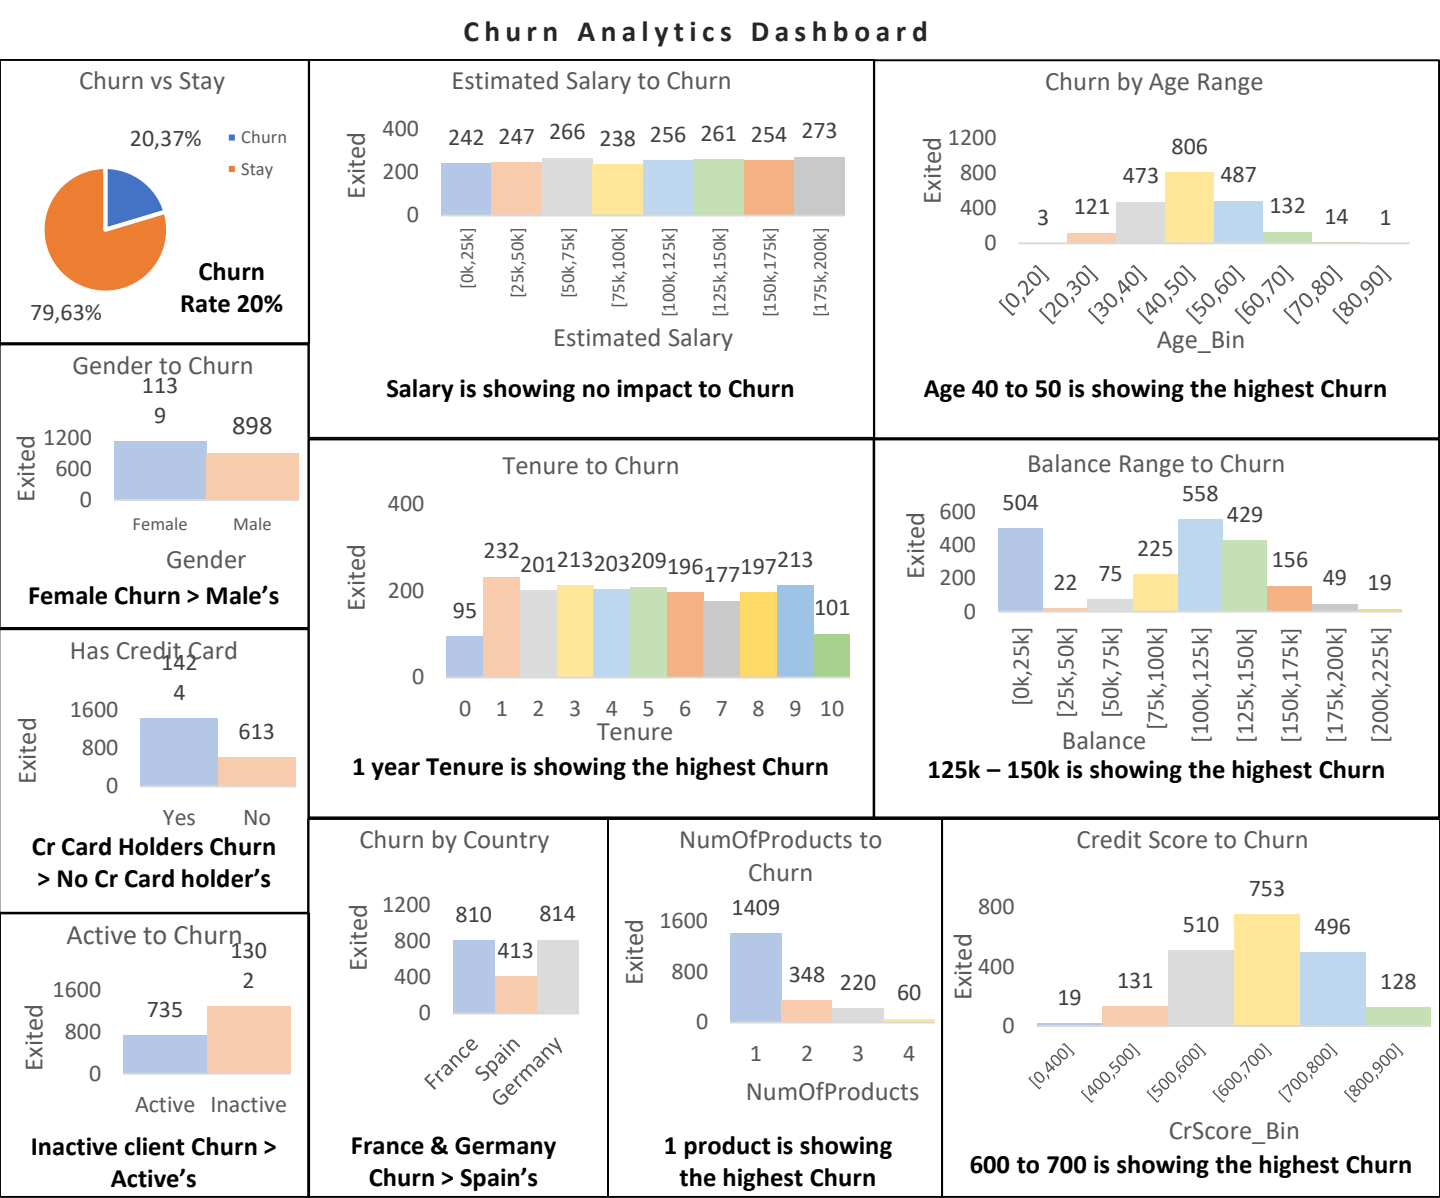 Churn Analytics Dashboard
Churn vs Stay
20,37%
Churn
Stay
79,63%
Churn
Rate 20%
Estimated Salary to Churn
Exited
400
200
0
242 247 266 238 256 261 254 273
[0k,25k]
[25k,50k]
[50k,75k]
[75k,100k]
[100k,125k]
[125k,150k]
[150k,175k]
[175k,200k]
Estimated Salary
Salary is showing no impact to Churn
Churn by Age Range
Exited
1200
800
400
0
3 121 473 806 487 132 14 1
[0,20]
[20,30]
[30,40]
[40,50]
[50,60]
[60,70]
[70,80]
[80,90]
Age_Bin
Age 40 to 50 is showing the highest Churn
Gender to Churn
113
9
898
Exited
1200
600
0
Female Male
Gender
Female Churn > Male's
Tenure to Churn
Exited
400
200
0
95 232 201 213 203 209 196 177 197 213 101
0 1 2 3 4 5 6 7 8 9 10
Tenure
1 year Tenure is showing the highest Churn
Balance Range to Churn
Exited
600
400
200
0
504 22 75 225 558 429 156 49 19
[0k,25k]
[25k,50k]
[50k,75k]
[75k,100k]
[100k,125k]
[125k,150k]
[150k,175k]
[175k,200k]
[200k,225k]
Balance
125k – 150k is showing the highest Churn
Has Credit Card
142
4
613
Exited
1600
800
0
Yes No
Cr Card Holders Churn
> No Cr Card holder's
Active to Churn
130
2
735
Exited
1600
800
0
Active Inactive
Inactive client Churn >
Active's
Churn by Country
Exited
1200
800
400
0
810 413 814
France
Spain
Germany
France & Germany
Churn > Spain's
NumOfProducts to
Churn
Exited
1600
800
0
1409 348 220 60
1 2 3 4
NumOfProducts
1 product is showing
the highest Churn
Credit Score to Churn
Exited
800
400
0
19 131 510 753 496 128
[0,400]
[400,500]
[500,600]
[600,700]
[700,800]
[800,900]
CrScore_Bin
600 to 700 is showing the highest Churn